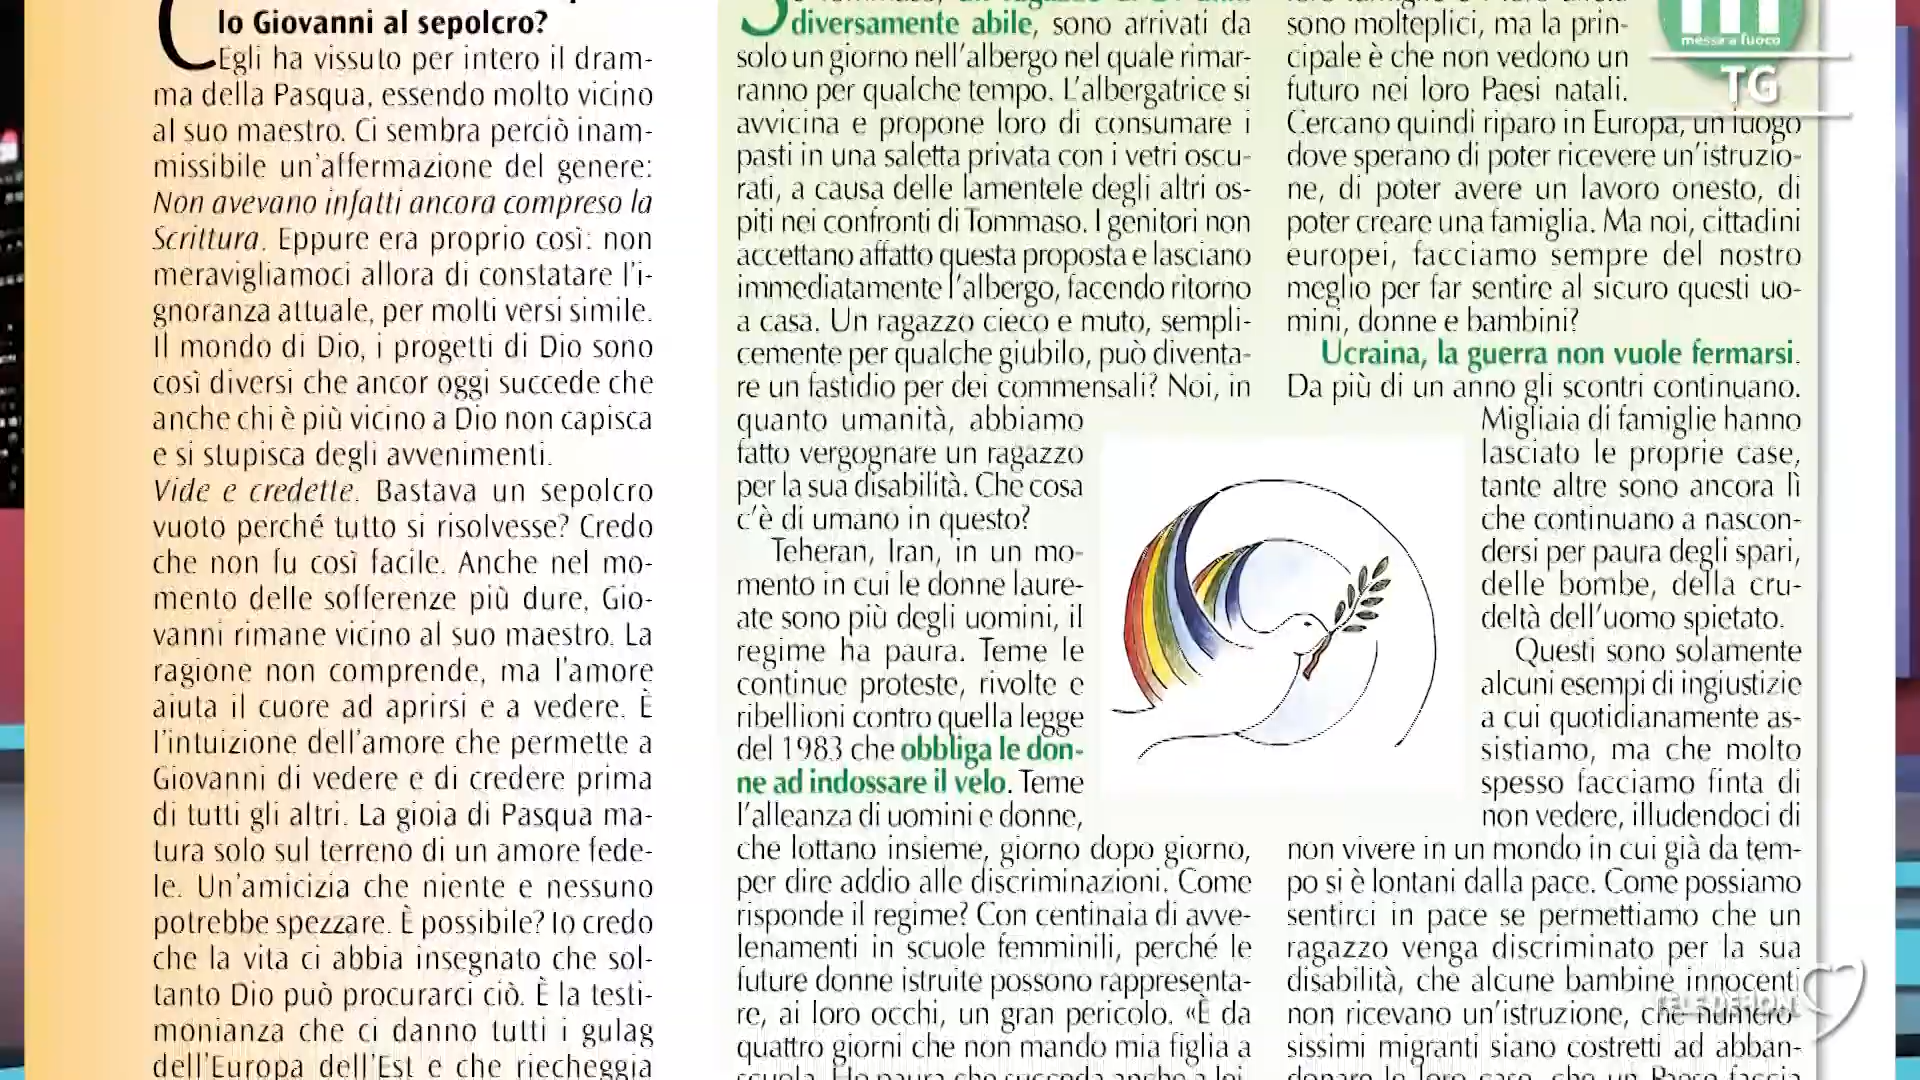 lo Giovanni al sepolcro?
Egli ha vissuto per intero il dram-
ma della Pasqua, essendo molto vicino
al suo maestro. Ci sembra perciò inam-
missibile un'affermazione del genere:
Non avevano infatti ancora compreso la
Scrittura. Eppure era proprio così: non
meravigliamoci allora di constatare l'i-
gnoranza attuale, per molti versi simile.
Il mondo di Dio, i progetti di Dio sono
così diversi che ancor oggi succede che
anche chi è più vicino a Dio non capisca
e si stupisca degli avvenimenti.
Vide e credette. Bastava un sepolcro
vuoto perché tutto si risolvesse? Credo
che non fu così facile. Anche nel mo-
mento delle sofferenze più dure, Gio-
vanni rimane vicino al suo maestro. La
ragione non comprende, ma l'amore
aiuta il cuore ad aprirsi e a vedere. È
l'intuizione dell'amore che permette a
Giovanni di vedere e di credere prima
di tutti gli altri. La gioia di Pasqua ma-
tura solo sul terreno di un amore fede-
le. Un'amicizia che niente e nessuno
potrebbe spezzare. È possibile? Io credo
che la vita ci abbia insegnato che sol-
tanto Dio può procurarci ciò. È la testi-
monianza che ci danno tutti i gulag
dell'Europa dell'Est e che riecheggia
diversamente abile, sono arrivati da
solo un giorno nell'albergo nel quale rimar-
ranno per qualche tempo. L'albergatrice si
avvicina e propone loro di consumare i
pasti in una saletta privata con i vetri oscu-
rati, a causa delle lamentele degli altri os-
piti nei confronti di Tommaso. I genitori non
accettano affatto questa proposta e lasciano
immediatamente l'albergo, facendo ritorno
a casa. Un ragazzo cieco e muto, sempli-
cemente per qualche giubilo, può diventa-
re un fastidio per dei commensali? Noi, in
quanto umanità, abbiamo
fatto vergognare un ragazzo
per la sua disabilità. Che cosa
c'è di umano in questo?
Teheran, Iran, in un mo-
mento in cui le donne laure-
ate sono più degli uomini, il
regime ha paura. Teme le
continue proteste, rivolte e
ribellioni contro quella legge
del 1983 che obbliga le don-
ne ad indossare il velo. Teme
l'alleanza di uomini e donne,
che lottano insieme, giorno dopo giorno,
per dire addio alle discriminazioni. Come
risponde il regime? Con centinaia di avve-
lenamenti in scuole femminili, perché le
future donne istruite possono rappresenta-
re, ai loro occhi, un gran pericolo. «È da
quattro giorni che non mando mia figlia a
scuola. Ho paura che succeda anche a lei.
sono molteplici, ma la prin-
cipale è che non vedono un
futuro nei loro Paesi natali.
Cercano quindi riparo in Europa, un luogo
dove sperano di poter ricevere un'istruzio-
ne, di poter avere un lavoro onesto, di
poter creare una famiglia. Ma noi, cittadini
europei, facciamo sempre del nostro
meglio per far sentire al sicuro questi uo-
mini, donne e bambini?
Ucraina, la guerra non vuole fermarsi.
Da più di un anno gli scontri continuano.
Migliaia di famiglie hanno
lasciato le proprie case,
tante altre sono ancora lì
che continuano a nascon-
dersi per paura degli spari,
delle bombe, della cru-
deltà dell'uomo spietato.
Questi sono solamente
alcuni esempi di ingiustizie
a cui quotidianamente as-
sistiamo, ma che molto
spesso facciamo finta di
non vedere, illudendoci di
non vivere in un mondo in cui già da tem-
po si è lontani dalla pace. Come possiamo
sentirci in pace se permettiamo che un
ragazzo venga discriminato per la sua
disabilità, che alcune bambine innocenti
non ricevano un'istruzione, che nume­ro-
sissimi migranti siano costretti ad abban-
donare le loro case, che un Paese faccia
m
messa a fuoco
TG
TELEDEHON